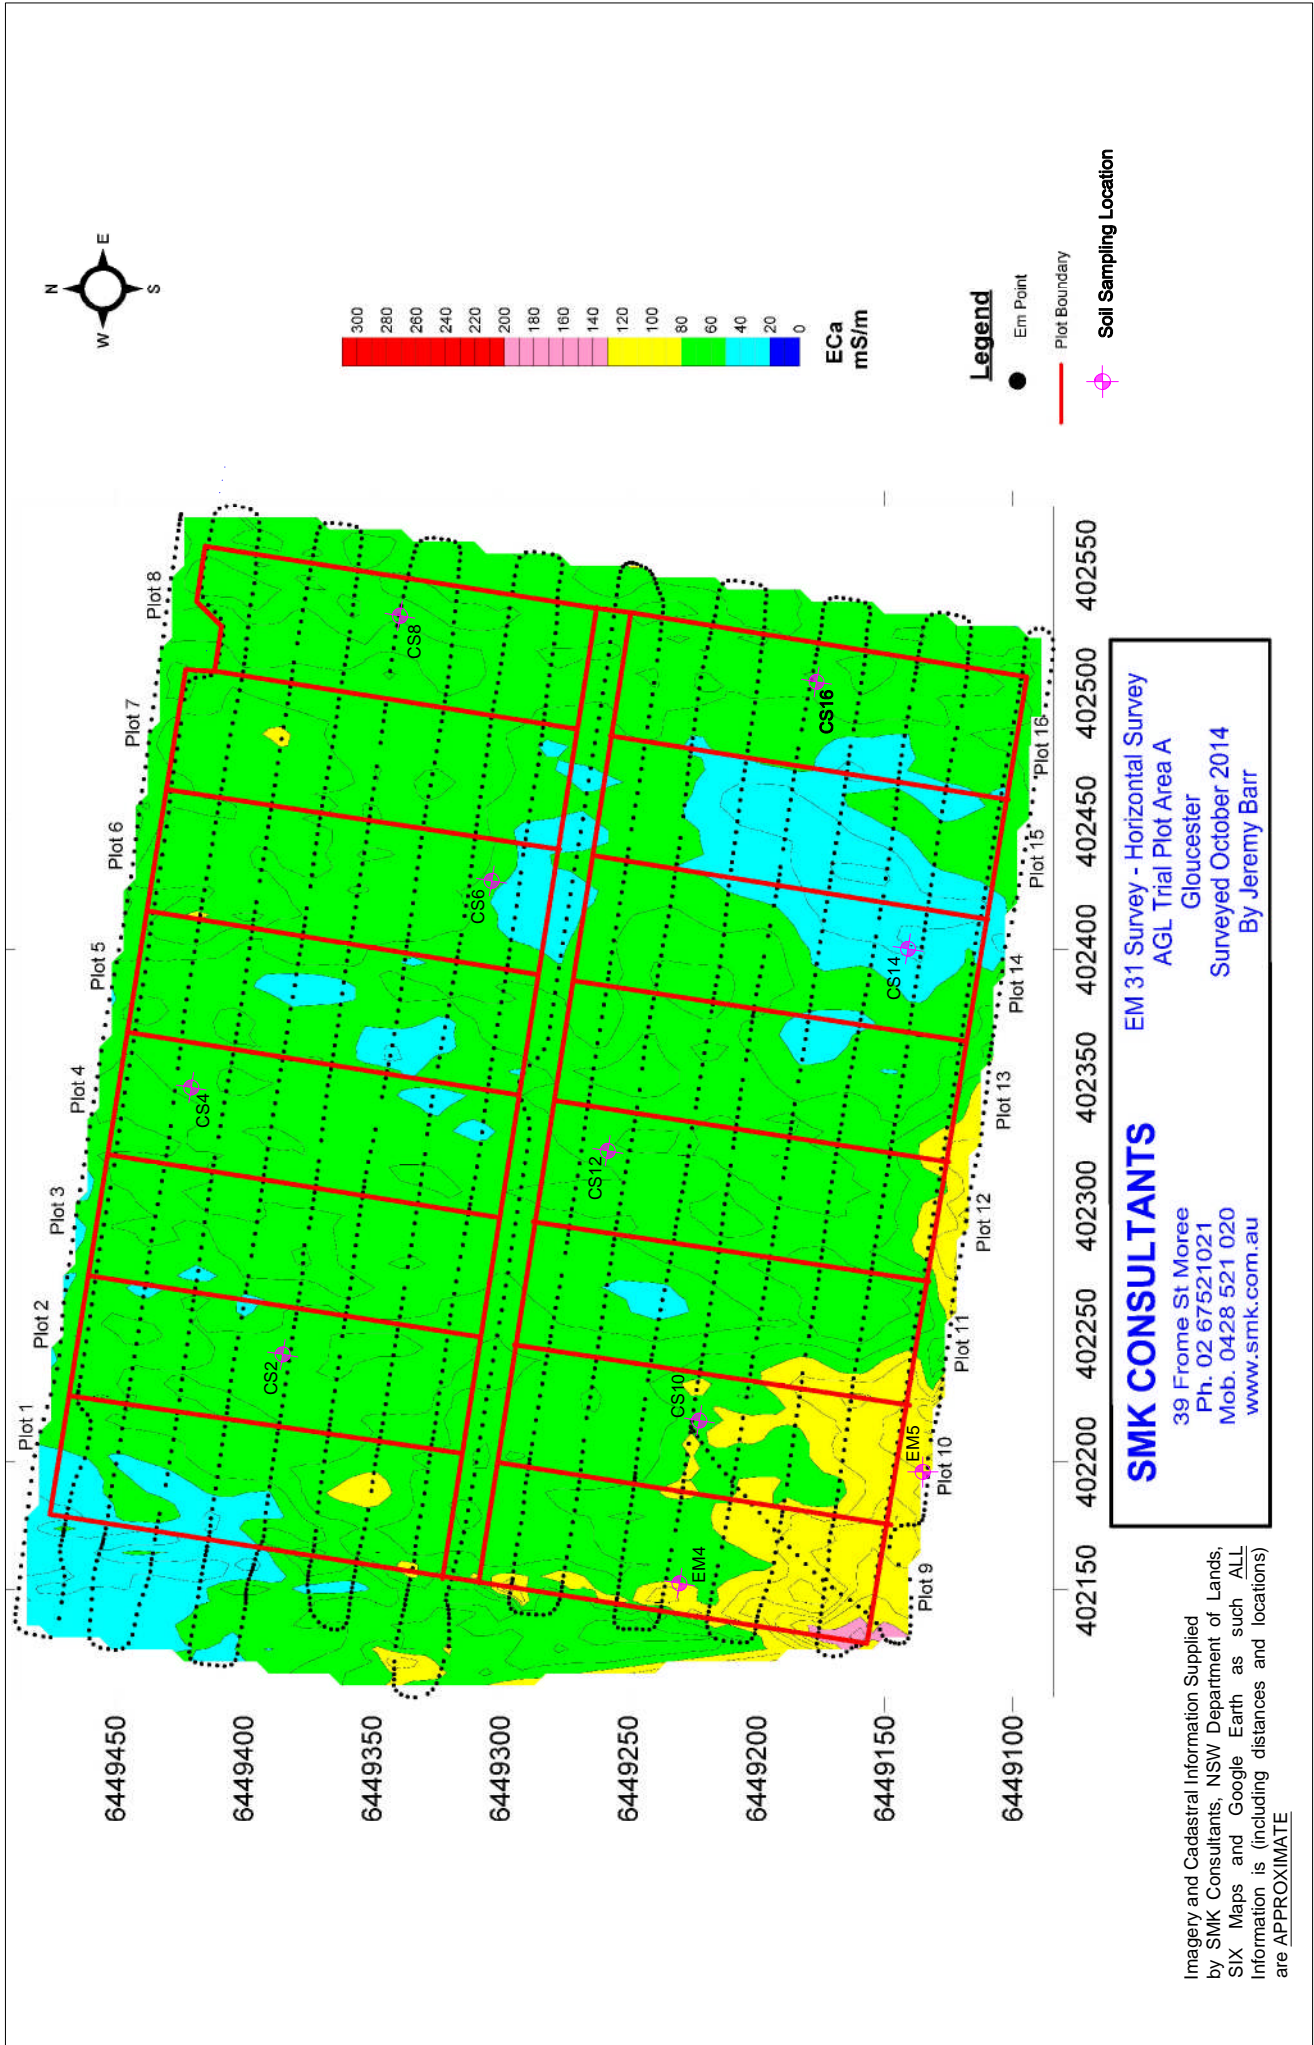 N
W
E
S
300
280
260
240
220
200
180
160
140
120
100
80
60
40
20
0
ECa
mS/m
Legend
Em Point
Plot Boundary
Soil Sampling Location
Plot 1
Plot 2
Plot 3
Plot 4
Plot 5
Plot 6
Plot 7
Plot 8
CS2
CS4
CS6
CS8
CS10
CS12
CS14
CS16
EM4
EM5
Plot 9
Plot 10
Plot 11
Plot 12
Plot 13
Plot 14
Plot 15
Plot 16
6449450
6449400
6449350
6449300
6449250
6449200
6449150
6449100
402150
402200
402250
402300
402350
402400
402450
402500
402550
SMK CONSULTANTS
39 Frome St Moree
Ph. 02 67521021
Mob. 0428 521 020
www.smk.com.au
EM 31 Survey - Horizontal Survey
AGL Trial Plot Area A
Gloucester
Surveyed October 2014
By Jeremy Barr
Imagery and Cadastral Information Supplied
by SMK Consultants, NSW Department of Lands,
SIX Maps and Google Earth as such ALL
Information is (including distances and locations)
are APPROXIMATE